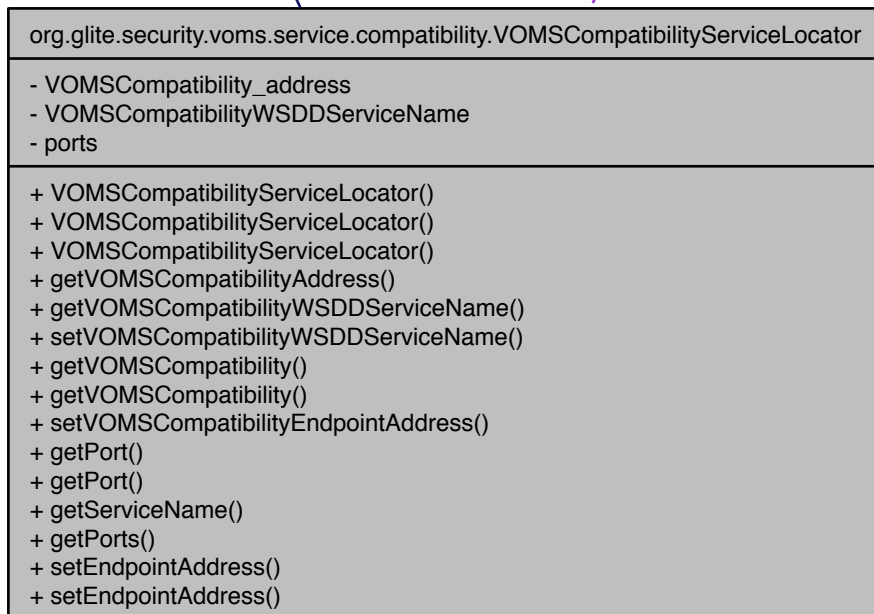 org.glite.security.voms.service.compatibility.VOMSCompatibilityServiceLocator
- VOMSCompatibility_address
- VOMSCompatibilityWSDDServiceName
- ports
+ VOMSCompatibilityServiceLocator()
+ VOMSCompatibilityServiceLocator()
+ VOMSCompatibilityServiceLocator()
+ getVOMSCompatibilityAddress()
+ getVOMSCompatibilityWSDDServiceName()
+ setVOMSCompatibilityWSDDServiceName()
+ getVOMSCompatibility()
+ getVOMSCompatibility()
+ setVOMSCompatibilityEndpointAddress()
+ getPort()
+ getPort()
+ getServiceName()
+ getPorts()
+ setEndpointAddress()
+ setEndpointAddress()